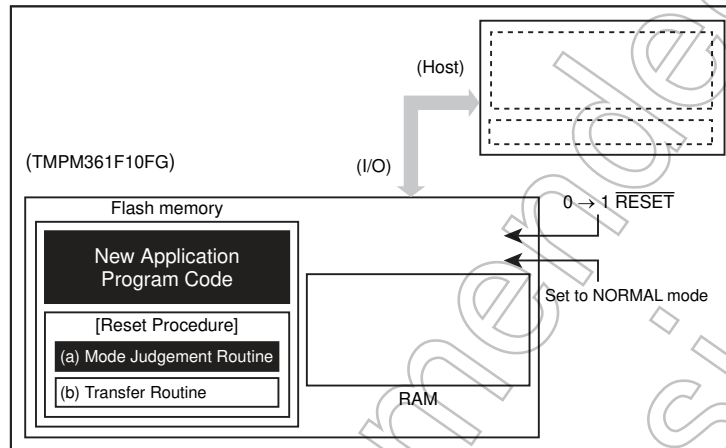 (Host)
(TMPM361F10FG)
(I/O)
Flash memory
0 → 1 RESET
New Application
Program Code
Set to NORMAL mode
[Reset Procedure]
(a) Mode Judgement Routine
(b) Transfer Routine
RAM